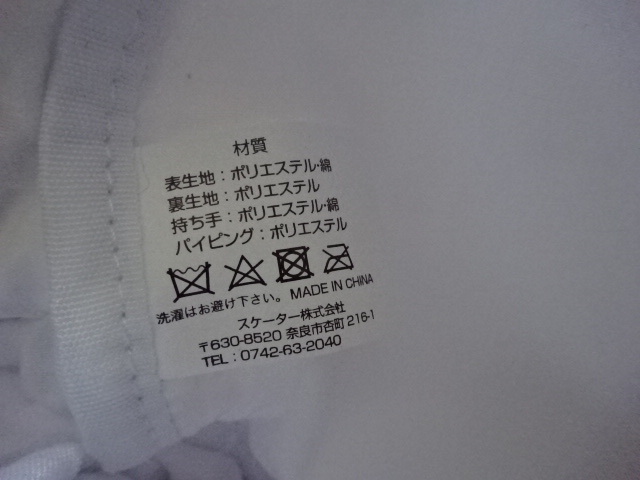 材質
表生地：ポリエステル・綿
裏生地：ポリエステル
持ち手：ポリエステル・綿
パイピング：ポリエステル
洗濯はお避け下さい。MADE IN CHINA
スケーター株式会社
〒630-8520 奈良市杏町 216-1
TEL：0742-63-2040